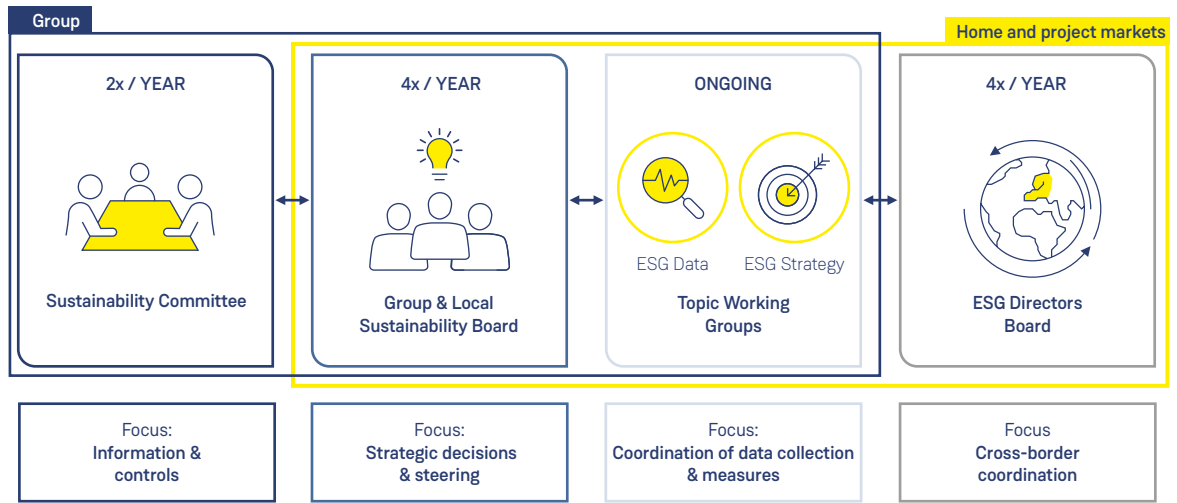 Group
Home and project markets
2x / YEAR
Sustainability Committee
4x / YEAR
Group & Local
Sustainability Board
ONGOING
ESG Data
ESG Strategy
Topic Working
Groups
4x / YEAR
ESG Directors
Board
Focus:
Information &
controls
Focus:
Strategic decisions
& steering
Focus:
Coordination of data collection
& measures
Focus
Cross-border
coordination